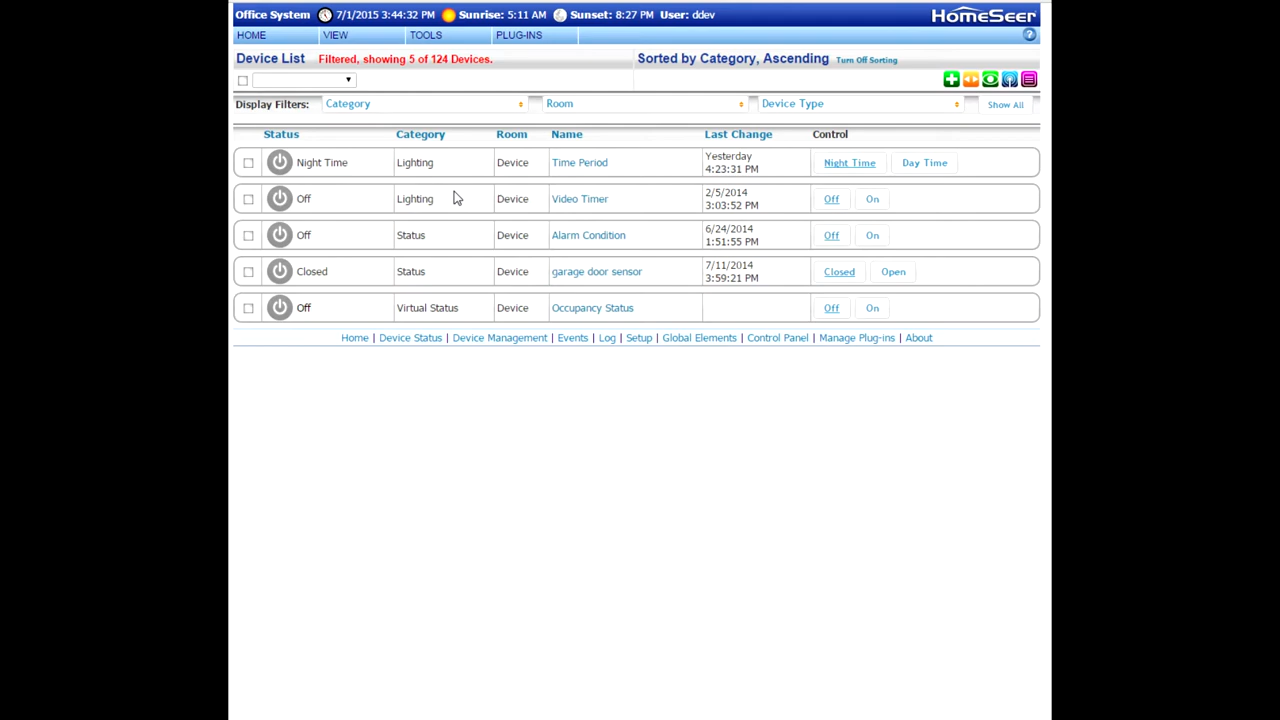 Office System 7/1/2015 3:44:32 PM Sunrise: 5:11 AM Sunset: 8:27 PM User: ddev HomeSeer
HOME VIEW TOOLS PLUG-INS ?
Device List Filtered, showing 5 of 124 Devices. Sorted by Category, Ascending Turn Off Sorting
Display Filters: Category Room Device Type Show All
Status Category Room Name Last Change Control
Night Time Lighting Device Time Period Yesterday 4:23:31 PM Night Time Day Time
Off Lighting Device Video Timer 2/5/2014 3:03:52 PM Off On
Off Status Device Alarm Condition 6/24/2014 1:51:55 PM Off On
Closed Status Device garage door sensor 7/11/2014 3:59:21 PM Closed Open
Off Virtual Status Device Occupancy Status Off On
Home | Device Status | Device Management | Events | Log | Setup | Global Elements | Control Panel | Manage Plug-ins | About